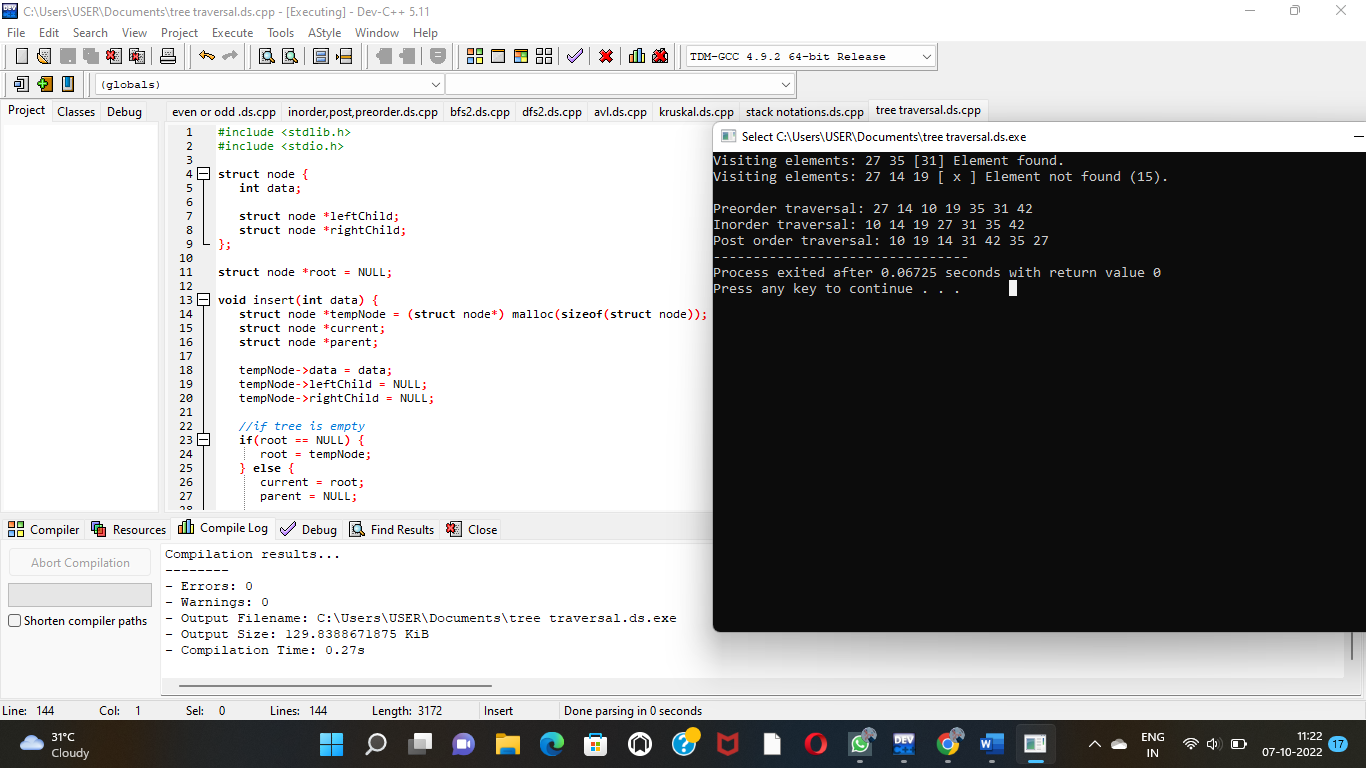 C:\Users\USER\Documents\tree traversal.ds.cpp - [Executing] - Dev-C++ 5.11
File Edit Search View Project Execute Tools AStyle Window Help
TDM-GCC 4.9.2 64-bit Release
(globals)
Project Classes Debug
even or odd .ds.cpp inorder,post,preorder.ds.cpp bfs2.ds.cpp dfs2.ds.cpp avl.ds.cpp kruskal.ds.cpp stack notations.ds.cpp tree traversal.ds.cpp
1 #include <stdlib.h>
2 #include <stdio.h>
3
4 struct node {
5 int data;
6
7 struct node *leftChild;
8 struct node *rightChild;
9 };
10
11 struct node *root = NULL;
12
13 void insert(int data) {
14 struct node *tempNode = (struct node*) malloc(sizeof(struct node));
15 struct node *current;
16 struct node *parent;
17
18 tempNode->data = data;
19 tempNode->leftChild = NULL;
20 tempNode->rightChild = NULL;
21
22 //if tree is empty
23 if(root == NULL) {
24 root = tempNode;
25 } else {
26 current = root;
27 parent = NULL;
28
Select C:\Users\USER\Documents\tree traversal.ds.exe
Visiting elements: 27 35 [31] Element found.
Visiting elements: 27 14 19 [ x ] Element not found (15).
Preorder traversal: 27 14 10 19 35 31 42
Inorder traversal: 10 14 19 27 31 35 42
Post order traversal: 10 19 14 31 42 35 27
--------------------------------
Process exited after 0.06725 seconds with return value 0
Press any key to continue . . .
Compiler Resources Compile Log Debug Find Results Close
Abort Compilation
Shorten compiler paths
Compilation results...
--------
- Errors: 0
- Warnings: 0
- Output Filename: C:\Users\USER\Documents\tree traversal.ds.exe
- Output Size: 129.8388671875 KiB
- Compilation Time: 0.27s
Line: 144 Col: 1 Sel: 0 Lines: 144 Length: 3172 Insert Done parsing in 0 seconds
31°C
Cloudy
DEV
W
ENG
IN
11:22
07-10-2022
17